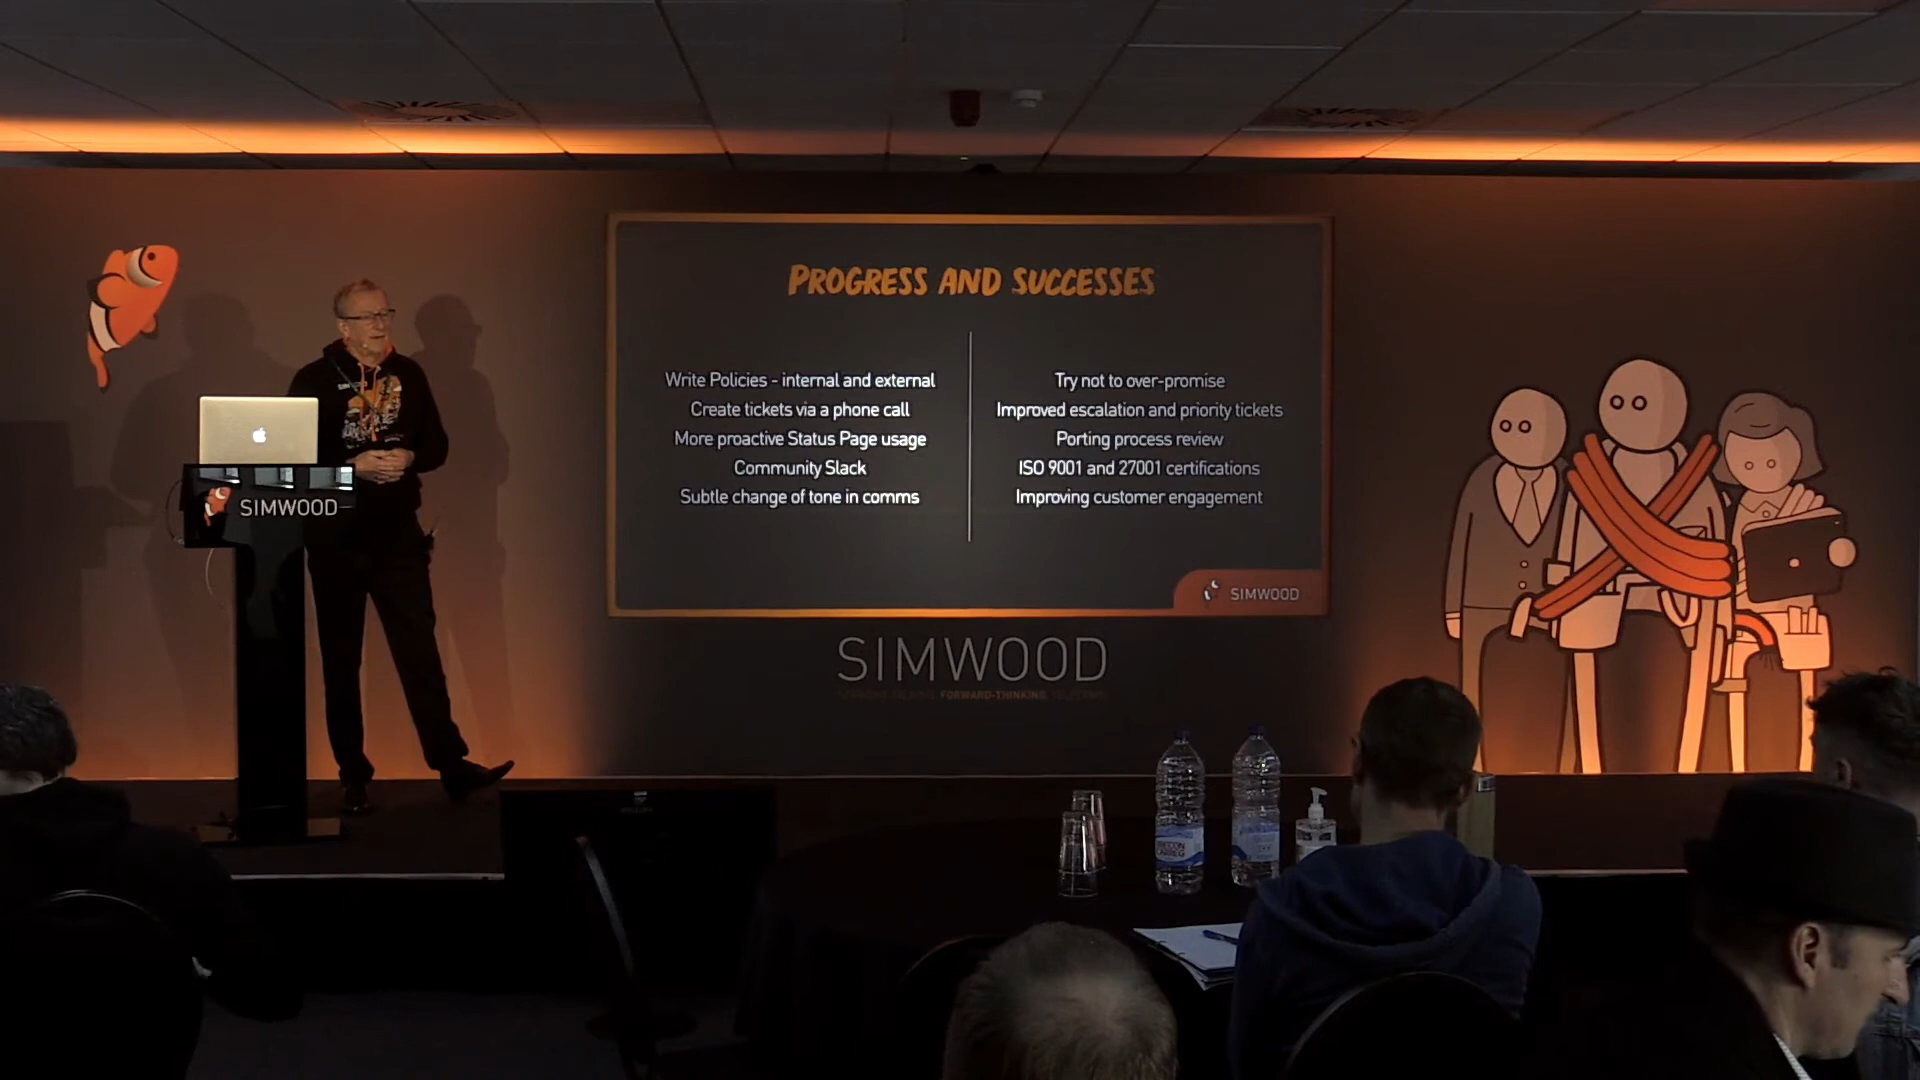 PROGRESS AND SUCCESSES
Write Policies - internal and external
Create tickets via a phone call
More proactive Status Page usage
Community Slack
Subtle change of tone in comms
Try not to over-promise
Improved escalation and priority tickets
Porting process review
ISO 9001 and 27001 certifications
Improving customer engagement
SIMWOOD
SIMWOOD
SIMWOOD
FORWARD-THINKING